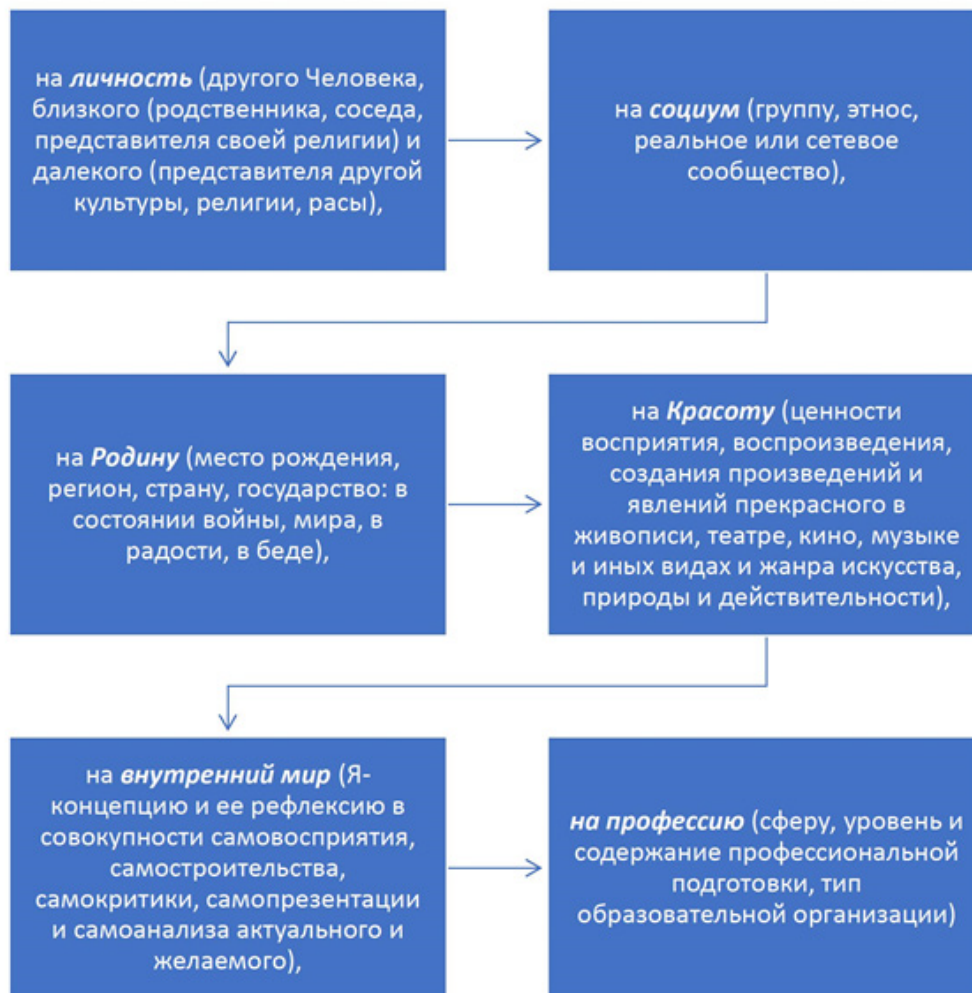 на личность (другого Человека,
близкого (родственника, соседа,
представителя своей религии) и
далекого (представителя другой
культуры, религии, расы),
на социум (группу, этнос,
реальное или сетевое
сообщество),
на Родину (место рождения,
регион, страну, государство: в
состоянии войны, мира, в
радости, в беде),
на Красоту (ценности
восприятия, воспроизведения,
создания произведений и
явлений прекрасного в
живописи, театре, кино, музыке
и иных видах и жанра искусства,
природы и действительности),
на внутренний мир (Я-
концепцию и ее рефлексию в
совокупности самовосприятия,
самостроительства,
самокритики, самопрезентации
и самоанализа актуального и
желаемого),
на профессию (сферу, уровень и
содержание профессиональной
подготовки, тип
образовательной организации)